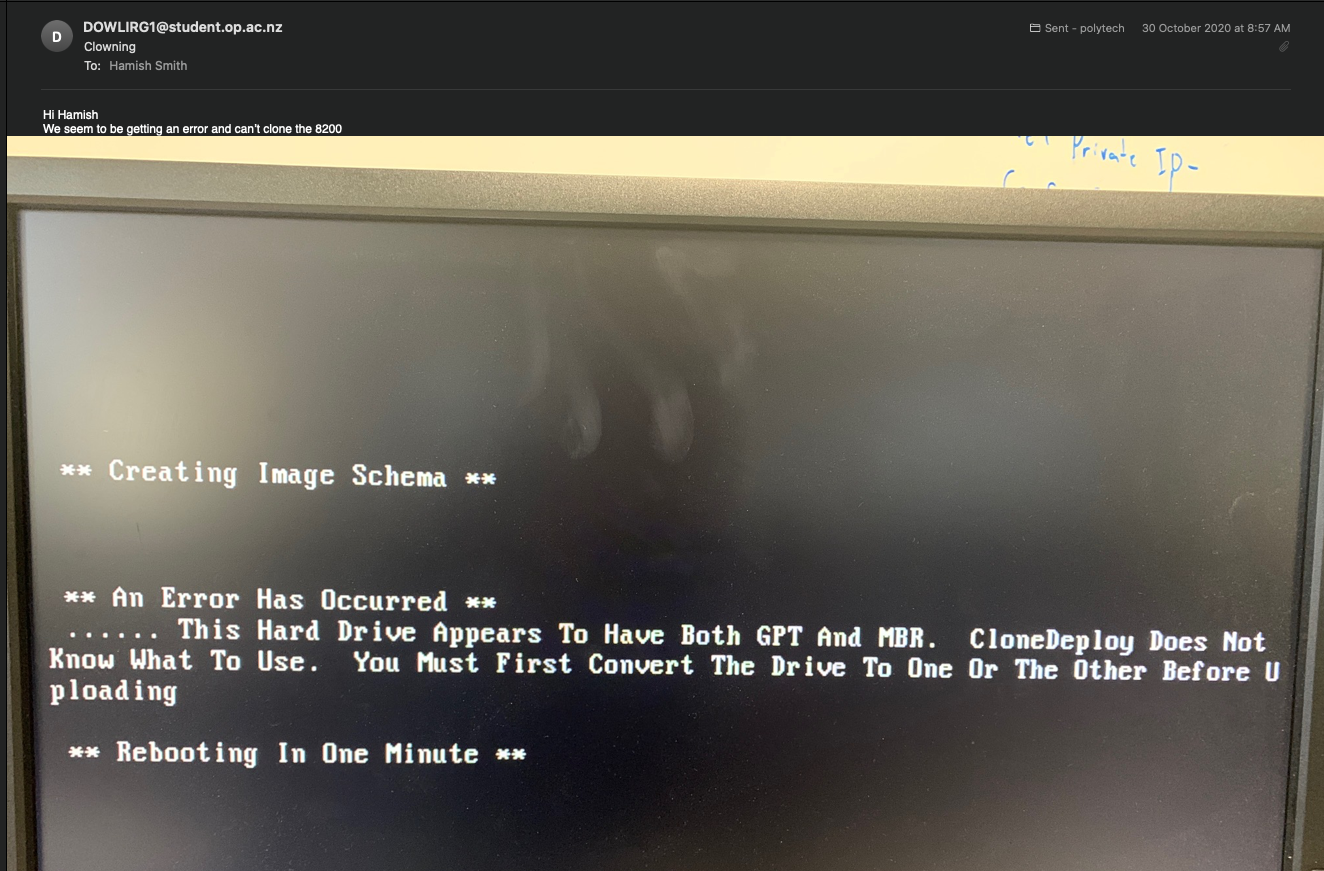 D
DOWLIRG1@student.op.ac.nz
Sent - polytech 30 October 2020 at 8:57 AM
Clowning
To: Hamish Smith
Hi Hamish
We seem to be getting an error and can't clone the 8200
Private Ip-
** Creating Image Schema **
** An Error Has Occurred **
...... This Hard Drive Appears To Have Both GPT And MBR. CloneDeploy Does Not
Know What To Use. You Must First Convert The Drive To One Or The Other Before U
ploading
** Rebooting In One Minute **